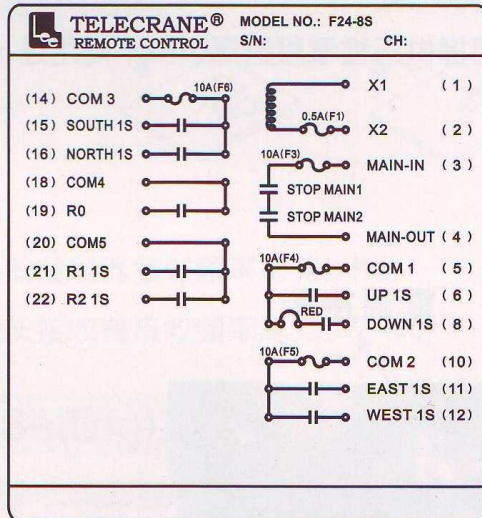 Lee TELECRANE® MODEL NO.: F24-8S
REMOTE CONTROL S/N: CH:
10A(F6)
(14) COM 3
(15) SOUTH 1S
(16) NORTH 1S
(18) COM4
(19) R0
(20) COM5
(21) R1 1S
(22) R2 1S
X1 (1)
0.5A(F1)
X2 (2)
10A(F3)
MAIN-IN (3)
STOP MAIN1
STOP MAIN2
MAIN-OUT (4)
10A(F4)
COM 1 (5)
UP 1S (6)
RED
DOWN 1S (8)
10A(F5)
COM 2 (10)
EAST 1S (11)
WEST 1S (12)